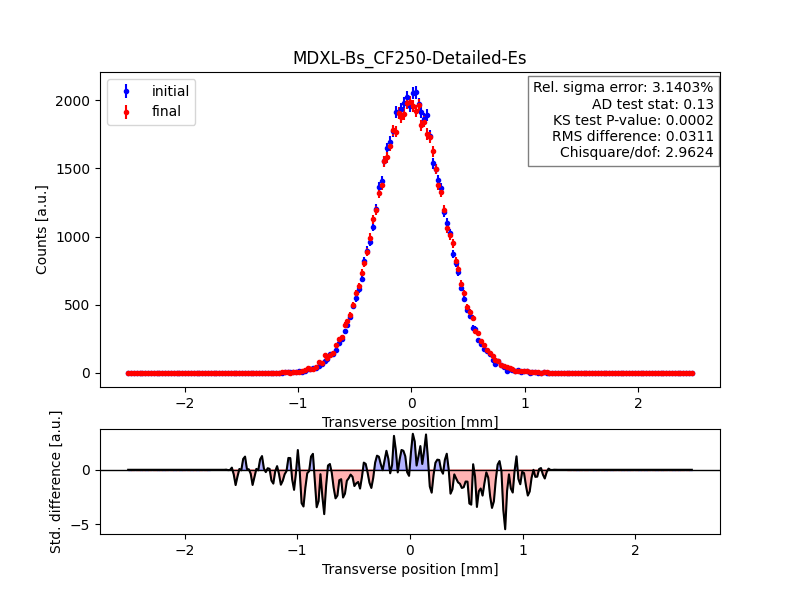 MDXL-Bs_CF250-Detailed-Es
initial
final
Rel. sigma error: 3.1403%
AD test stat: 0.13
KS test P-value: 0.0002
RMS difference: 0.0311
Chisquare/dof: 2.9624
Counts [a.u.]
2000
1500
1000
500
0
−2
−1
0
1
2
Transverse position [mm]
Std. difference [a.u.]
0
−5
−2
−1
0
1
2
Transverse position [mm]